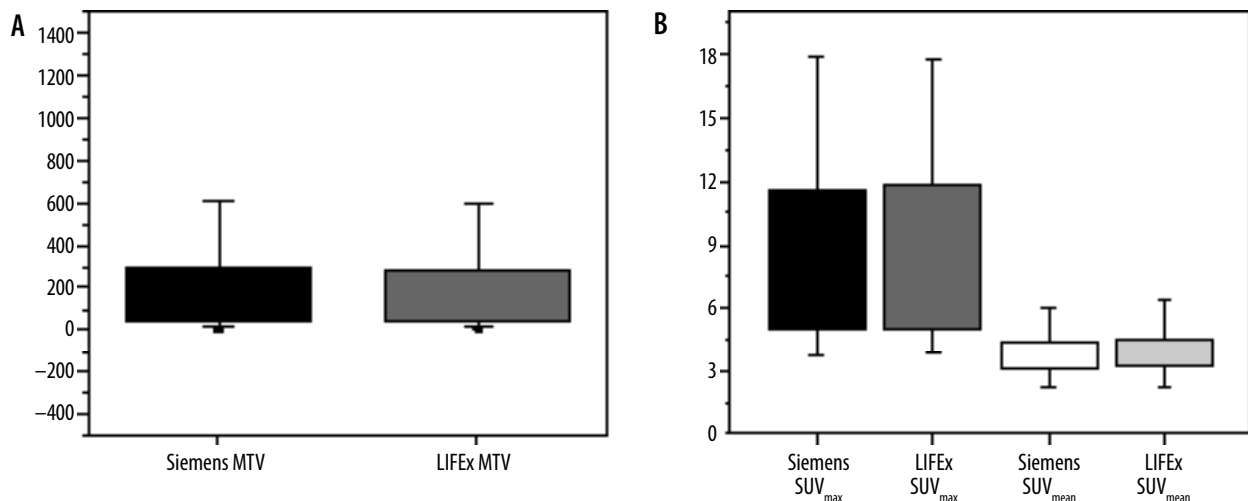 A
1400
1200
1000
800
600
400
200
0
−200
−400
Siemens MTV
LIFEx MTV
B
18
15
12
9
6
3
0
Siemens
SUVmax
LIFEx
SUVmax
Siemens
SUVmean
LIFEx
SUVmean